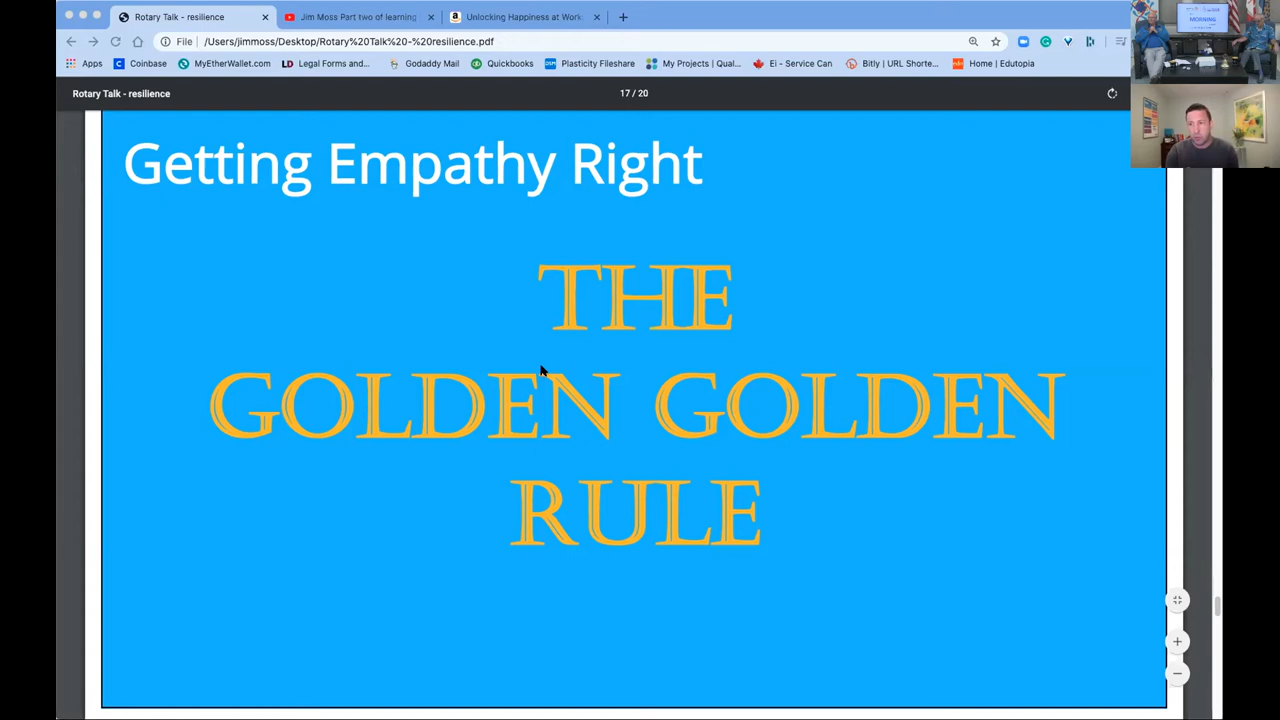 Rotary Talk - resilience
Jim Moss Part two of learning
Unlocking Happiness at Work
File /Users/jimmoss/Desktop/Rotary%20Talk%20-%20resilience.pdf
Apps Coinbase MyEtherWallet.com Legal Forms and... Godaddy Mail Quickbooks Plasticity Fileshare My Projects | Qual... Ei - Service Can Bitly | URL Shorte... Home | Edutopia
Rotary Talk - resilience 17 / 20
MORNING
Getting Empathy Right
THE
GOLDEN GOLDEN
RULE